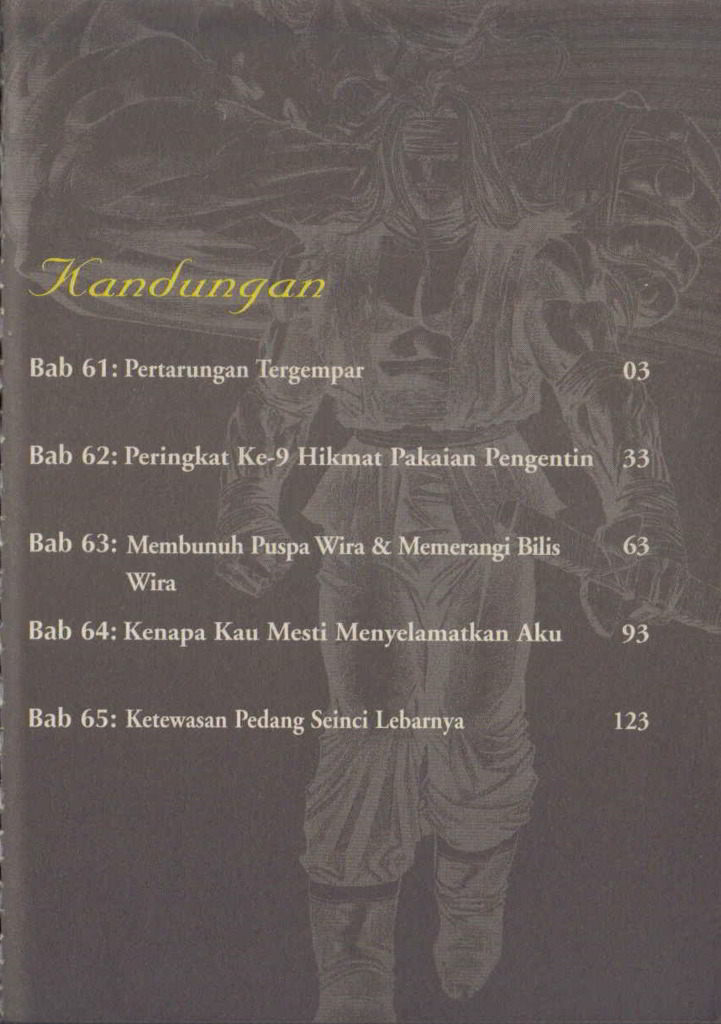 Kandungan
Bab 61: Pertarungan Tergempar 03
Bab 62: Peringkat Ke-9 Hikmat Pakaian Pengentin 33
Bab 63: Membunuh Puspa Wira & Memerangi Bilis 63
Wira
Bab 64: Kenapa Kau Mesti Menyelamatkan Aku 93
Bab 65: Ketewasan Pedang Seinci Lebarnya 123